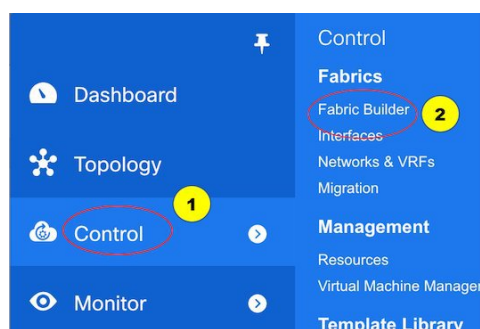 Dashboard
Topology
1
Control
Monitor
Control
Fabrics
Fabric Builder
2
Interfaces
Networks & VRFs
Migration
Management
Resources
Virtual Machine Manager
Template Library